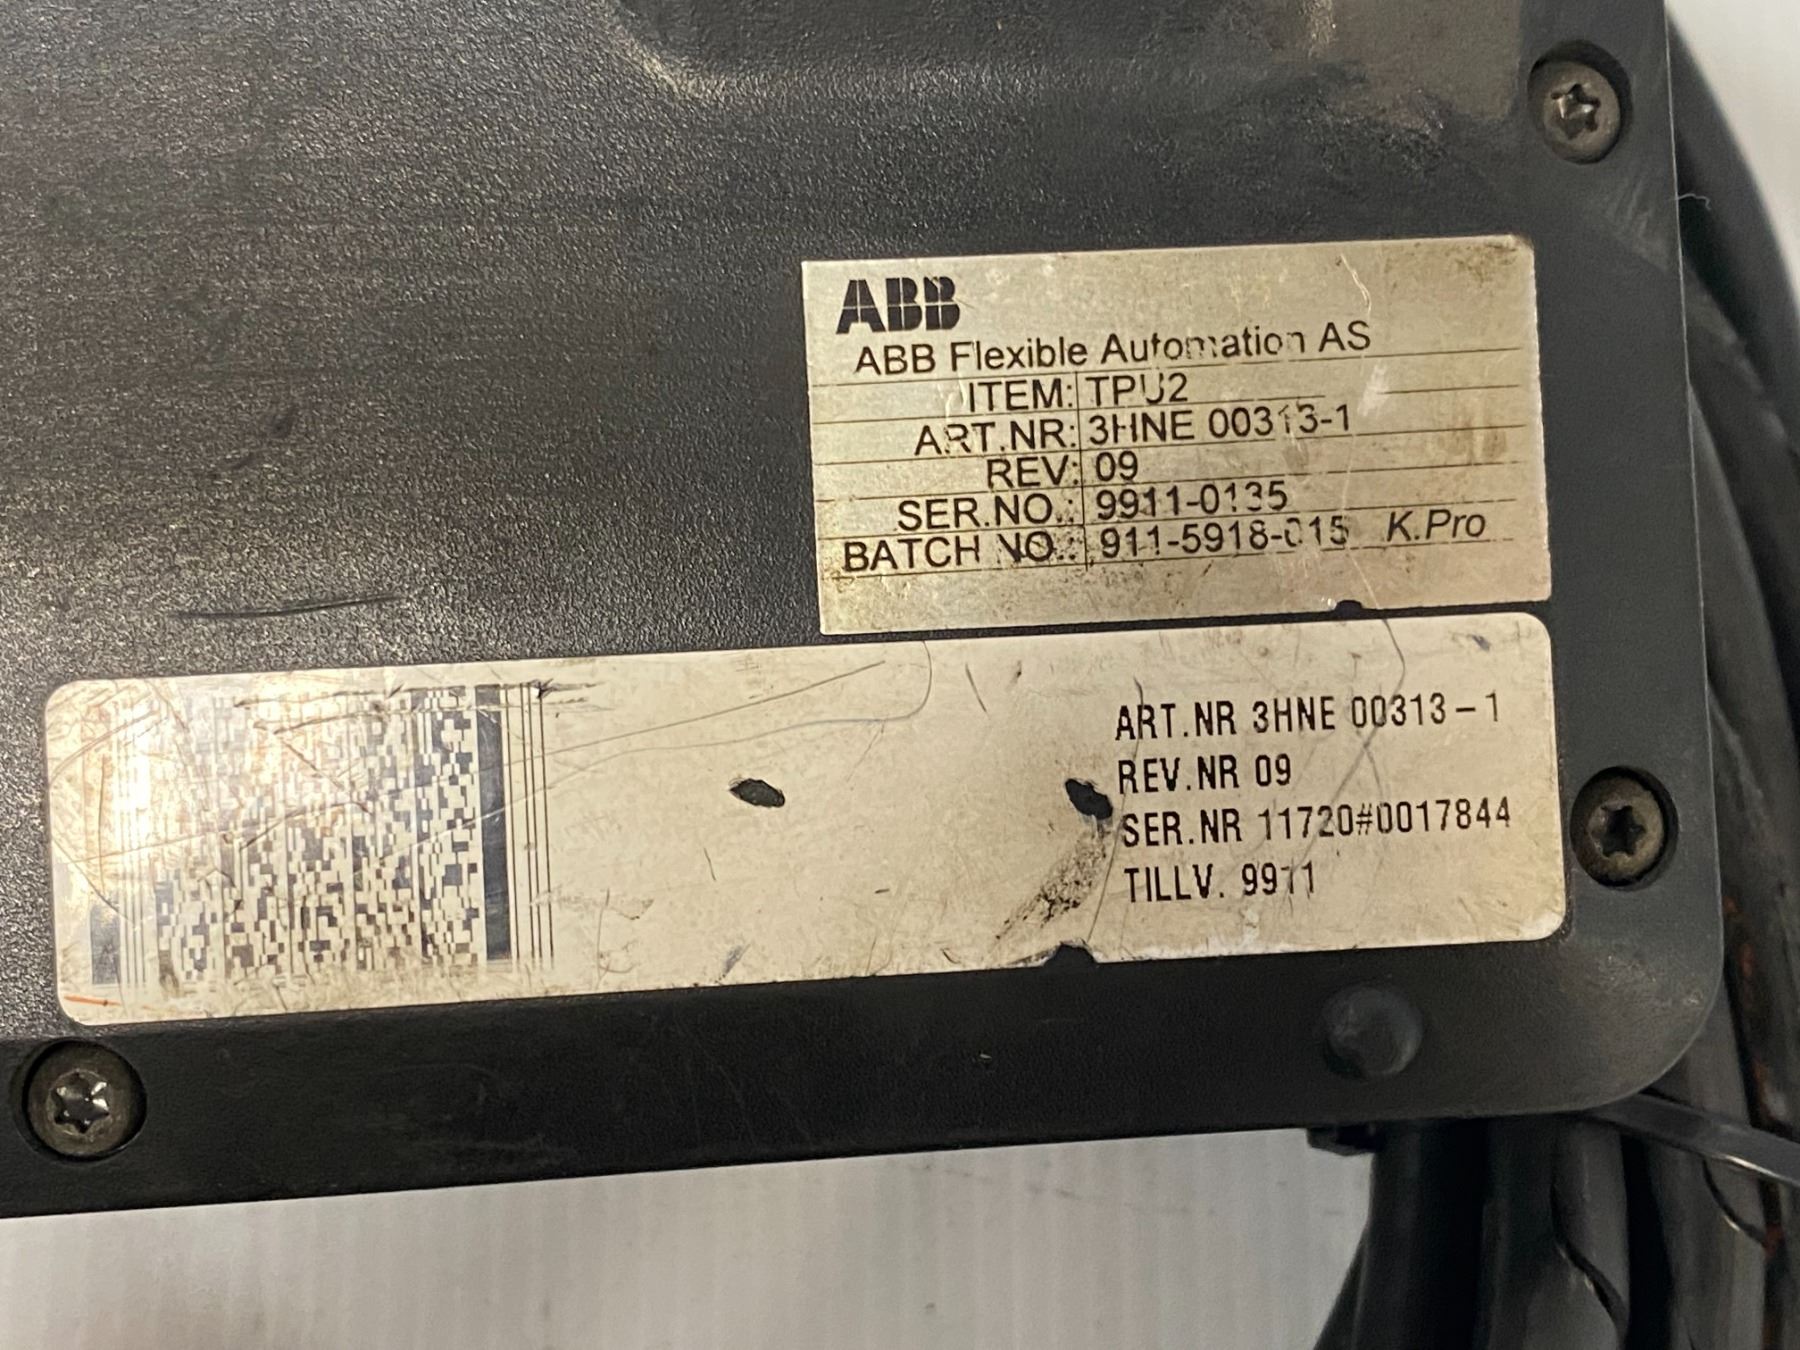 ABB
ABB Flexible Automation AS
ITEM: TPU2
ART.NR: 3HNE 00313-1
REV: 09
SER.NO.: 9911-0135
BATCH NO.: 911-5918-015 K.Pro
ART.NR 3HNE 00313-1
REV.NR 09
SER.NR 11720#0017844
TILLV. 9911